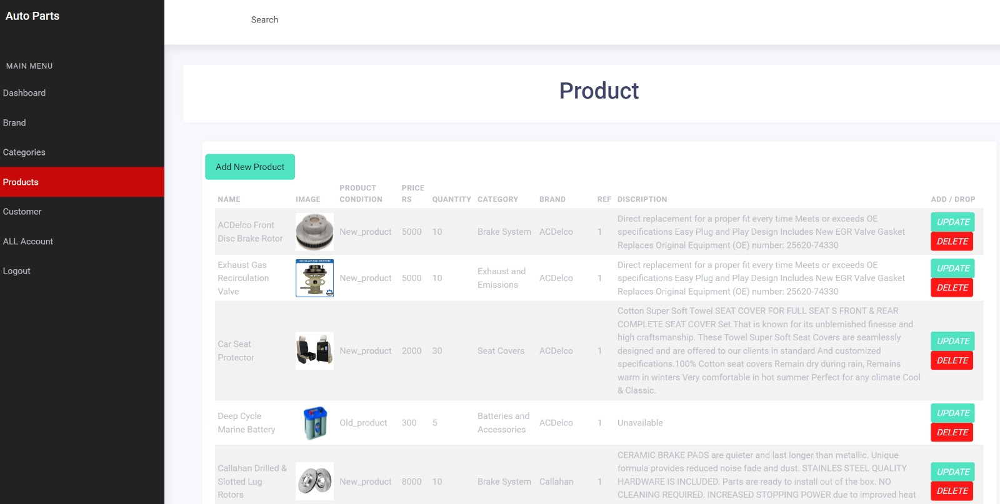 Auto Parts
Search
MAIN MENU
Dashboard
Brand
Categories
Products
Customer
ALL Account
Logout
Product
Add New Product
NAME IMAGE PRODUCT CONDITION PRICE RS QUANTITY CATEGORY BRAND REF DISCRIPTION ADD / DROP
ACDelco Front
Disc Brake Rotor
New_product 5000 10 Brake System ACDelco 1
Direct replacement for a proper fit every time Meets or exceeds OE
specifications Easy Plug and Play Design Includes New EGR Valve Gasket
Replaces Original Equipment (OE) number: 25620-74330
UPDATE
DELETE
Exhaust Gas
Recirculation
Valve
New_product 5000 10
Exhaust and
Emissions
ACDelco 1
Direct replacement for a proper fit every time Meets or exceeds OE
specifications Easy Plug and Play Design Includes New EGR Valve Gasket
Replaces Original Equipment (OE) number: 25620-74330
UPDATE
DELETE
Car Seat
Protector
New_product 2000 30 Seat Covers ACDelco 1
Cotton Super Soft Towel SEAT COVER FOR FULL SEAT S FRONT & REAR
COMPLETE SEAT COVER Set.That is known for its unblemished finesse and
high craftsmanship. These Towel Super Soft Seat Covers are seamlessly
designed and are offered to our clients in standard And customized
specifications.100% Cotton seat covers Remain dry during rain, Remains
warm in winters Very comfortable in hot summer Perfect for any climate Cool
& Classic.
UPDATE
DELETE
Deep Cycle
Marine Battery
Old_product 300 5
Batteries and
Accessories
ACDelco 1 Unavailable
UPDATE
DELETE
Callahan Drilled &
Slotted Lug
Rotors
New_product 8000 10 Brake System Callahan 1
CERAMIC BRAKE PADS are quieter and last longer than metallic. Unique
formula provides reduced noise fade and dust. STAINLES STEEL QUALITY
HARDWARE IS INCLUDED. Parts are ready to install out of the box. NO
CLEANING REQUIRED. INCREASED STOPPING POWER due to improved heat
UPDATE
DELETE